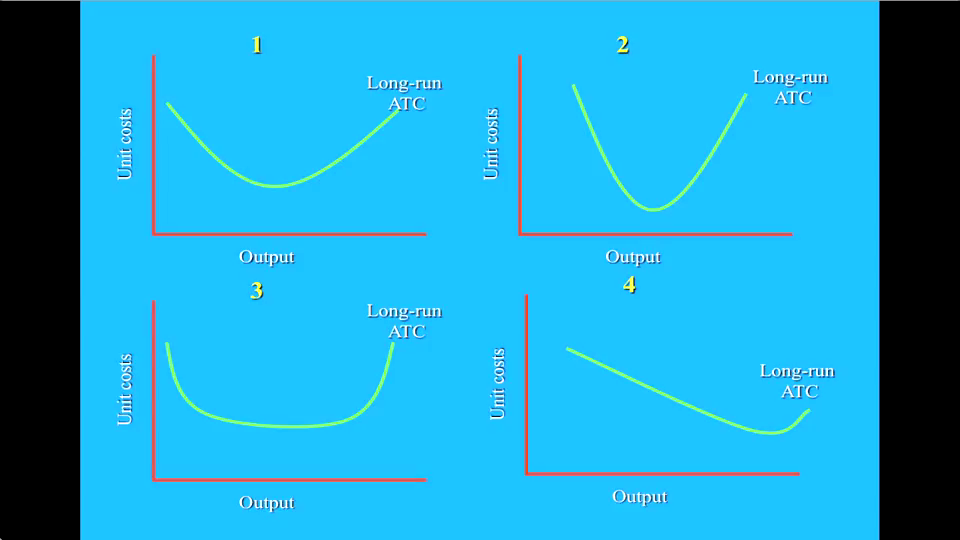 1
Long-run
ATC
Unit costs
Output
2
Long-run
ATC
Unit costs
Output
3
Long-run
ATC
Unit costs
Output
4
Long-run
ATC
Unit costs
Output